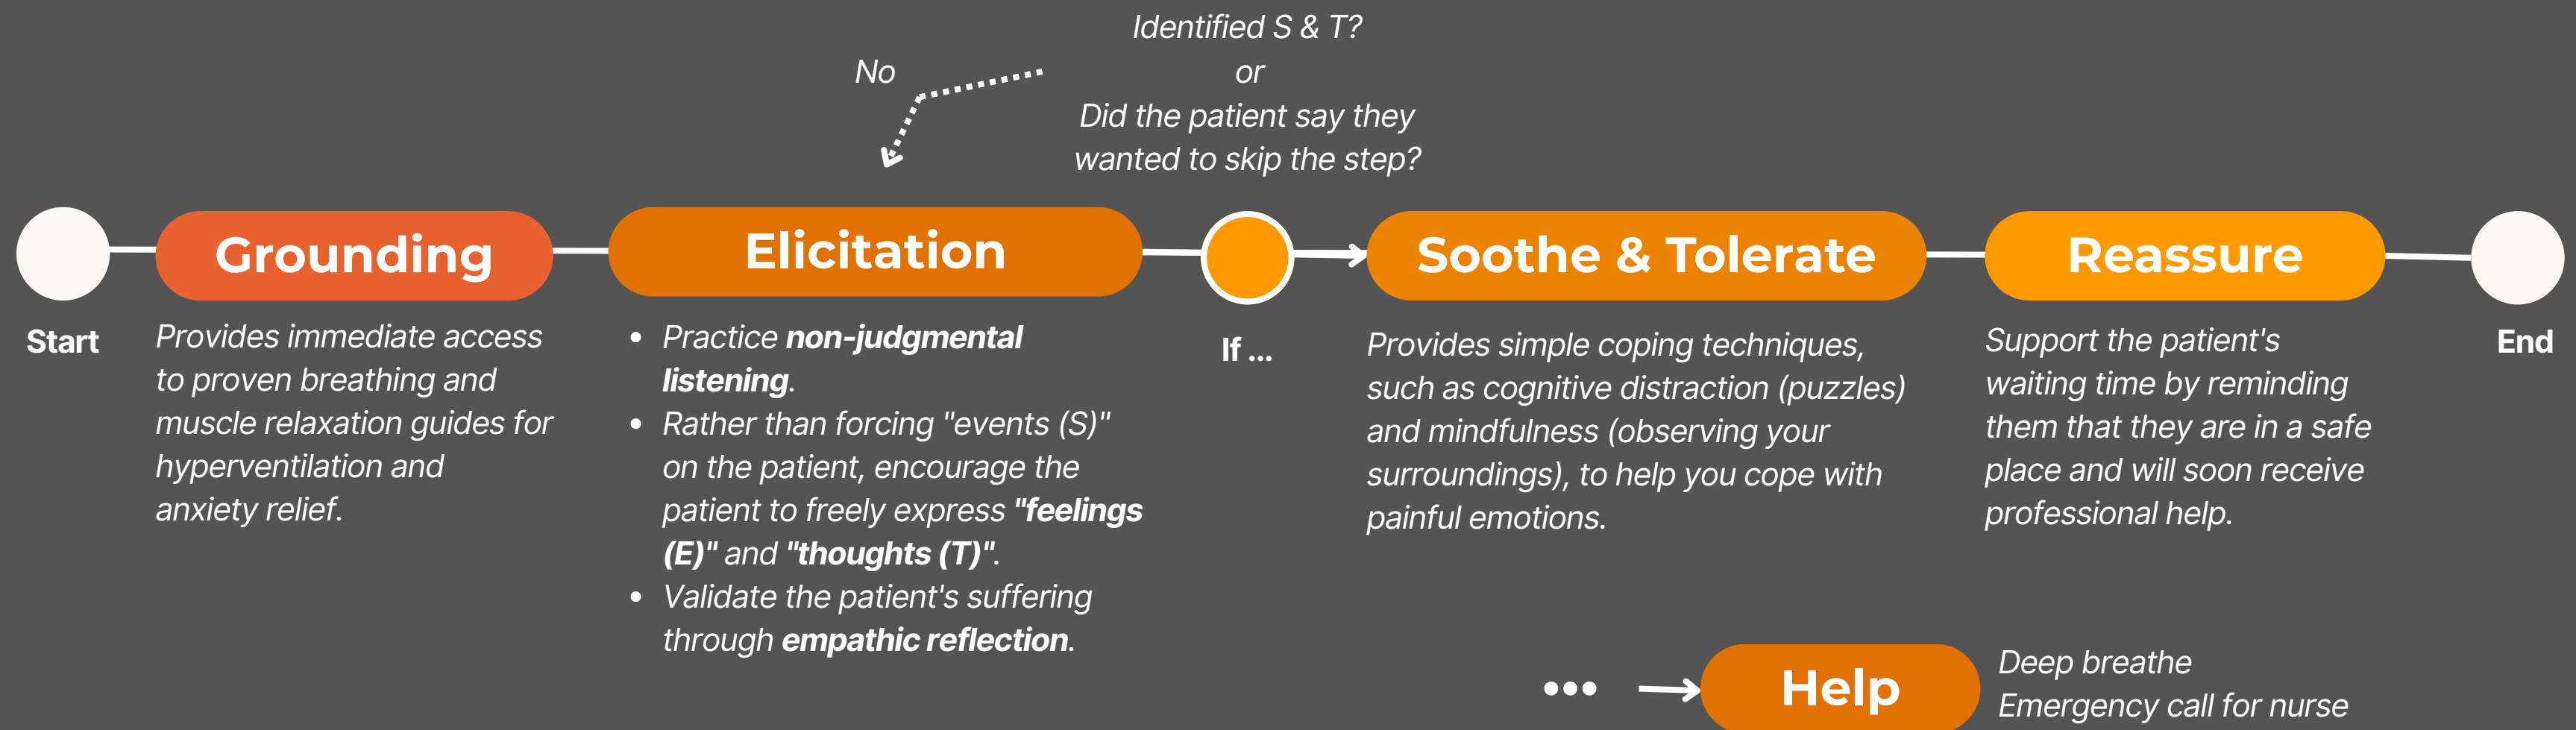 Identified S & T?
No
or
Did the patient say they
wanted to skip the step?
Grounding
Elicitation
Soothe & Tolerate
Reassure
Start
Provides immediate access
to proven breathing and
muscle relaxation guides for
hyperventilation and
anxiety relief.
• Practice non-judgmental
listening.
• Rather than forcing "events (S)"
on the patient, encourage the
patient to freely express "feelings
(E)" and "thoughts (T)".
• Validate the patient's suffering
through empathic reflection.
If ...
Provides simple coping techniques,
such as cognitive distraction (puzzles)
and mindfulness (observing your
surroundings), to help you cope with
painful emotions.
Support the patient's
waiting time by reminding
them that they are in a safe
place and will soon receive
professional help.
End
Help
Deep breathe
Emergency call for nurse